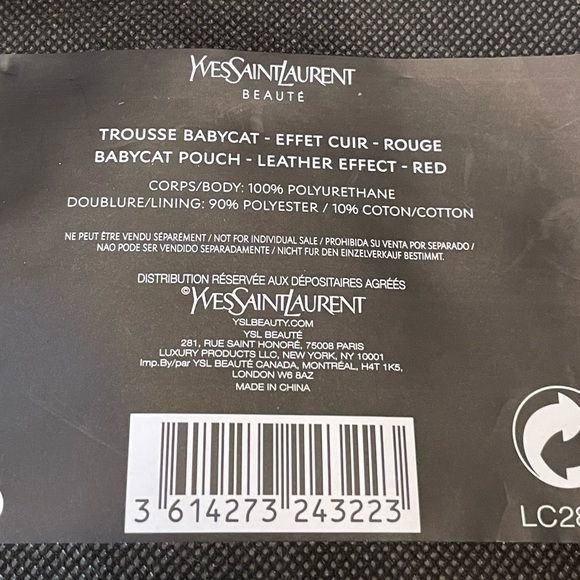 YVESSAINTLAURENT
BEAUTÉ
TROUSSE BABYCAT - EFFET CUIR - ROUGE
BABYCAT POUCH - LEATHER EFFECT - RED
CORPS/BODY: 100% POLYURETHANE
DOUBLURE/LINING: 90% POLYESTER / 10% COTON/COTTON
NE PEUT ÊTRE VENDU SÉPARÉMENT / NOT FOR INDIVIDUAL SALE / PROHIBIDA SU VENTA POR SEPARADO /
NAO PODE SER VENDIDO SEPARADAMENTE / NICHT FUR DEN EINZELVERKAUF BESTIMMT.
DISTRIBUTION RÉSERVÉE AUX DÉPOSITAIRES AGRÉÉS
©YVESSAINTLAURENT
YSLBEAUTY.COM
YSL BEAUTÉ
281, RUE SAINT HONORÉ, 75008 PARIS
LUXURY PRODUCTS LLC, NEW YORK, NY 10001
Imp.By/par YSL BEAUTÉ CANADA, MONTRÉAL, H4T 1K5,
LONDON W6 8AZ
MADE IN CHINA
3 614273 243223
LC28